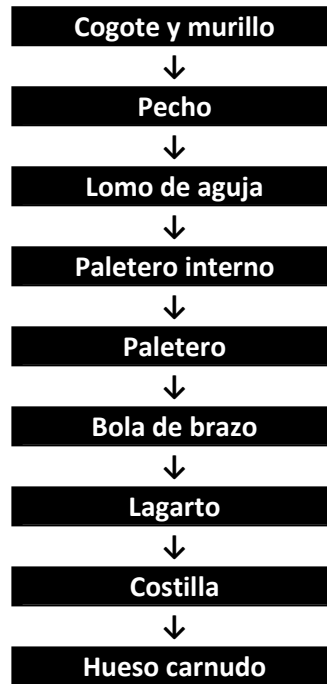 Cogote y murillo
Pecho
Lomo de aguja
Paletero interno
Paletero
Bola de brazo
Lagarto
Costilla
Hueso carnudo